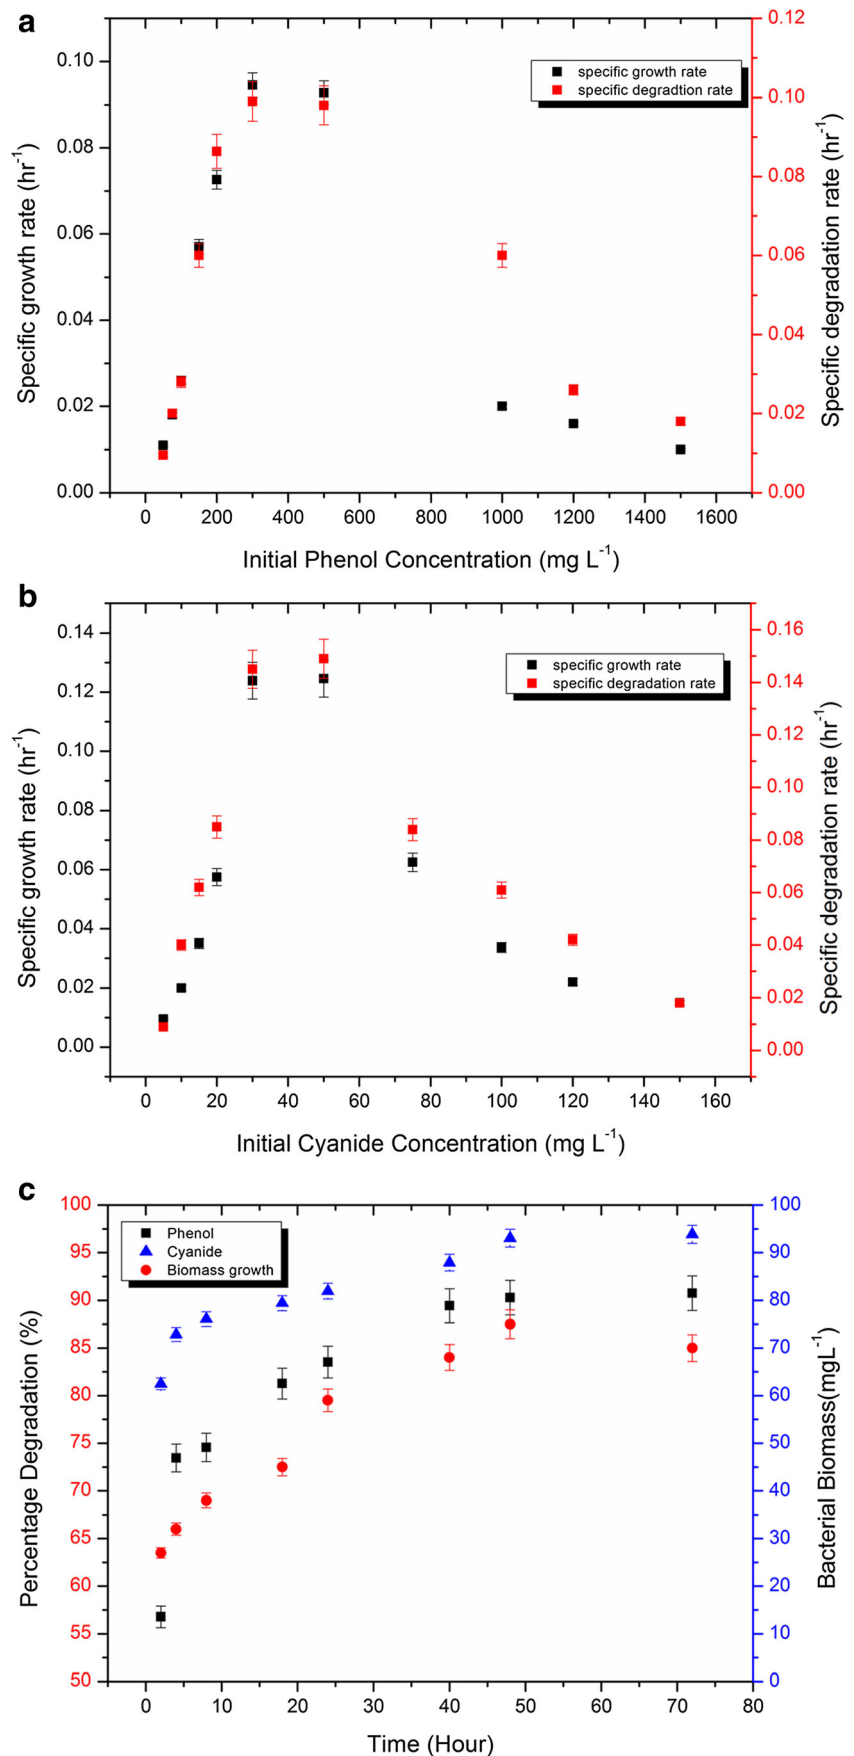 a
specific growth rate
specific degradtion rate
0.10
0.08
0.06
0.04
0.02
0.00
Specific growth rate (hr-1)
0.12
0.10
0.08
0.06
0.04
0.02
0.00
Specific degradation rate (hr-1)
0 200 400 600 800 1000 1200 1400 1600
Initial Phenol Concentration (mg L-1)
b
specific growth rate
specific degradation rate
0.14
0.12
0.10
0.08
0.06
0.04
0.02
0.00
Specific growth rate (hr-1)
0.16
0.14
0.12
0.10
0.08
0.06
0.04
0.02
0.00
Specific degradation rate (hr-1)
0 20 40 60 80 100 120 140 160
Initial Cyanide Concentration (mg L-1)
c
Phenol
Cyanide
Biomass growth
100
95
90
85
80
75
70
65
60
55
50
Percentage Degradation (%)
100
90
80
70
60
50
40
30
20
10
0
Bacterial Biomass(mgL-1)
0 10 20 30 40 50 60 70 80
Time (Hour)